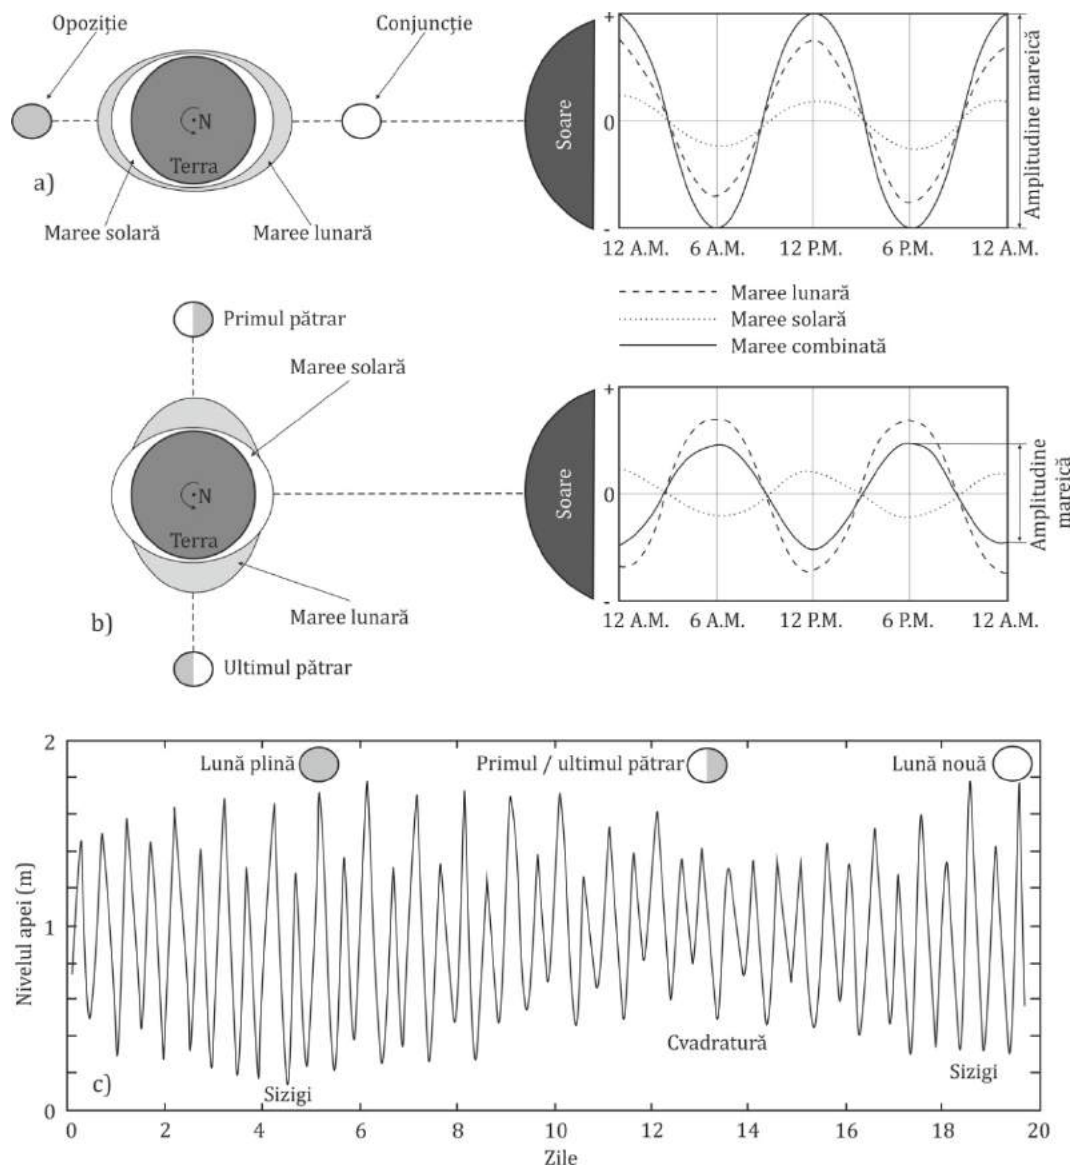 Opoziție
Conjuncție
N
Terra
Soare
a)
Maree solară
Maree lunară
+
0
-
Amplitudine mareică
12 A.M.
6 A.M.
12 P.M.
6 P.M.
12 A.M.
Maree lunară
Maree solară
Maree combinată
Primul pătrar
Maree solară
N
Terra
Soare
Maree lunară
b)
Ultimul pătrar
+
0
-
Amplitudine
mareică
12 A.M.
6 A.M.
12 P.M.
6 P.M.
12 A.M.
2
1
0
Nivelul apei (m)
Lună plină
Primul / ultimul pătrar
Lună nouă
Cvadratură
Sizigi
Sizigi
c)
0
2
4
6
8
10
12
14
16
18
20
Zile